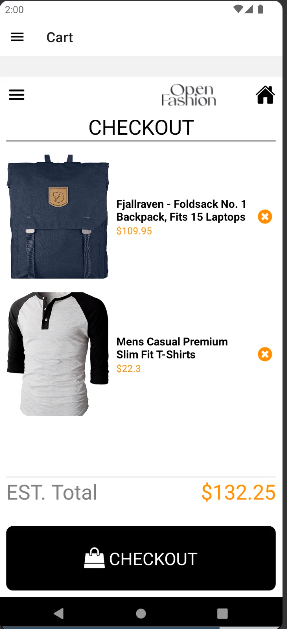 2:00
Cart
Open
Fashion
CHECKOUT
Fjallraven - Foldsack No. 1
Backpack, Fits 15 Laptops
$109.95
Mens Casual Premium
Slim Fit T-Shirts
$22.3
EST. Total
$132.25
CHECKOUT